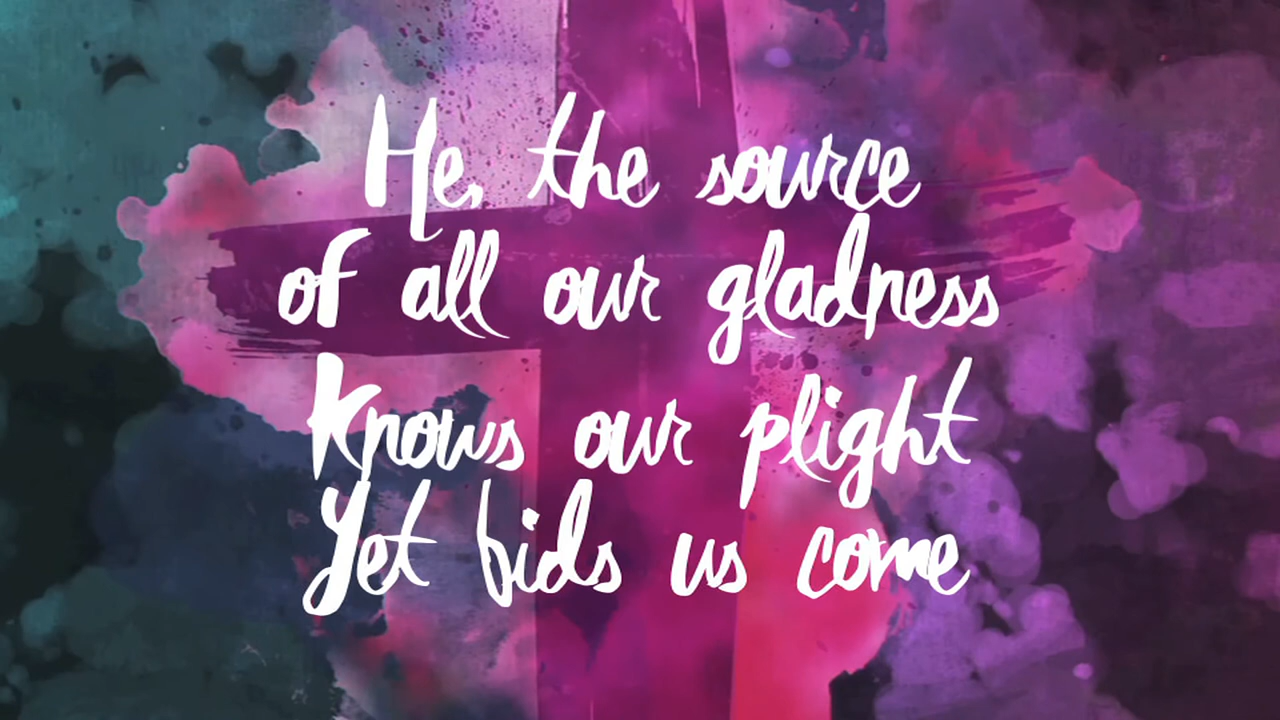 He, the source
of all our gladness
Knows our plight
Yet bids us come